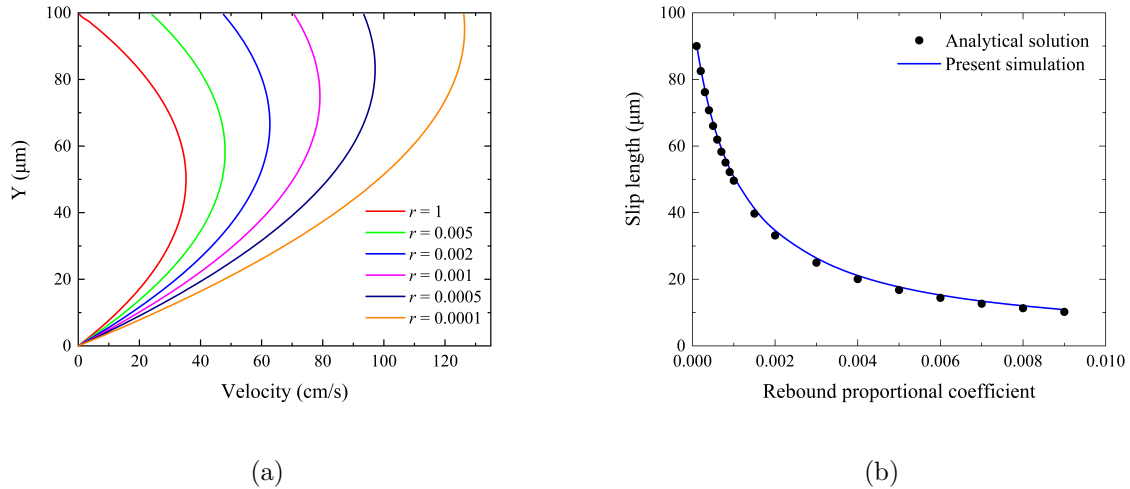 100
80
60
40
20
0
Y (μm)
0 20 40 60 80 100 120
Velocity (cm/s)
r = 1
r = 0.005
r = 0.002
r = 0.001
r = 0.0005
r = 0.0001
(a)
100
80
60
40
20
0
Slip length (μm)
0.000 0.002 0.004 0.006 0.008 0.010
Rebound proportional coefficient
Analytical solution
Present simulation
(b)